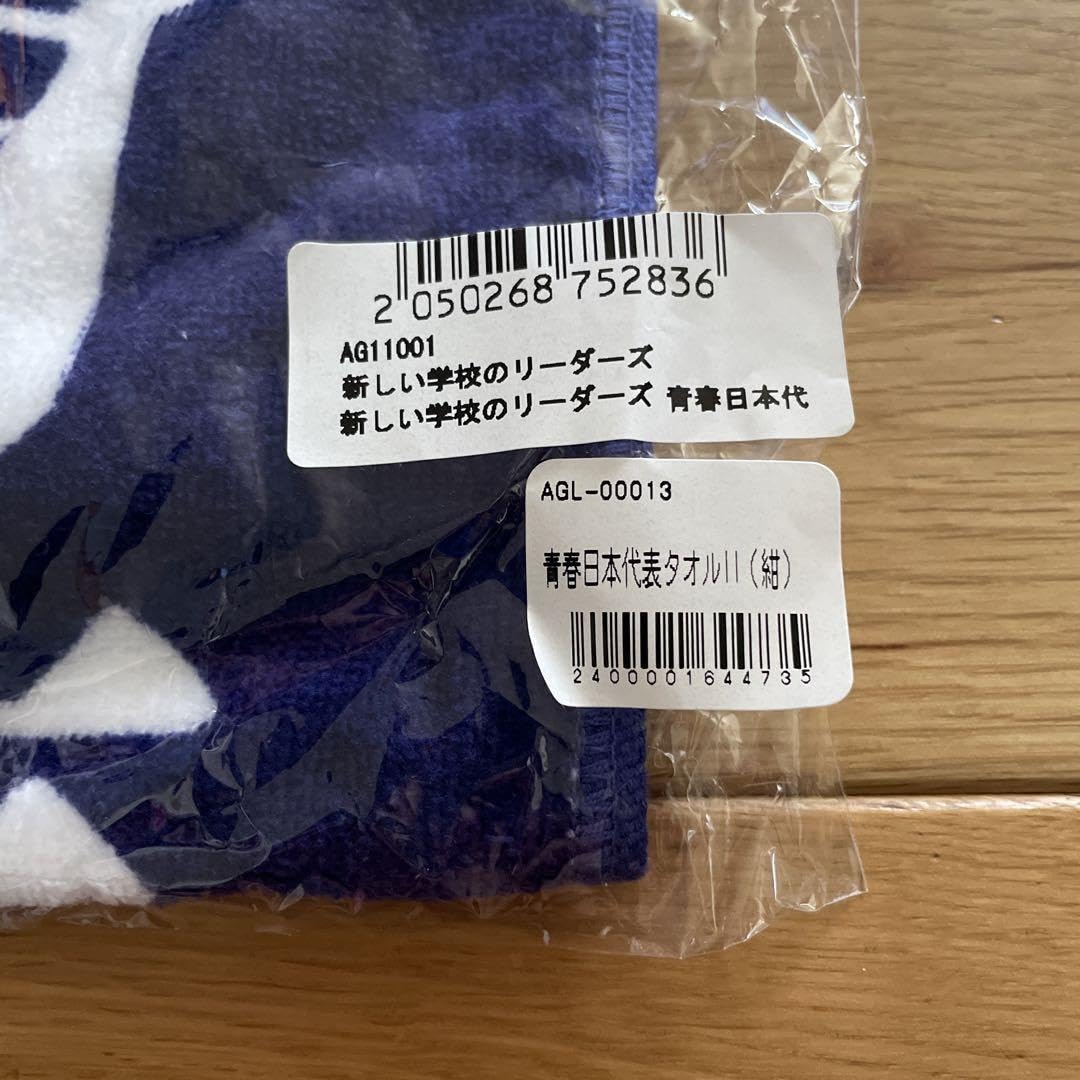 2 050268 752836
AG11001
新しい学校のリーダーズ
新しい学校のリーダーズ 青春日本代
AGL-00013
青春日本代表タオルII(紺)
2400001644735